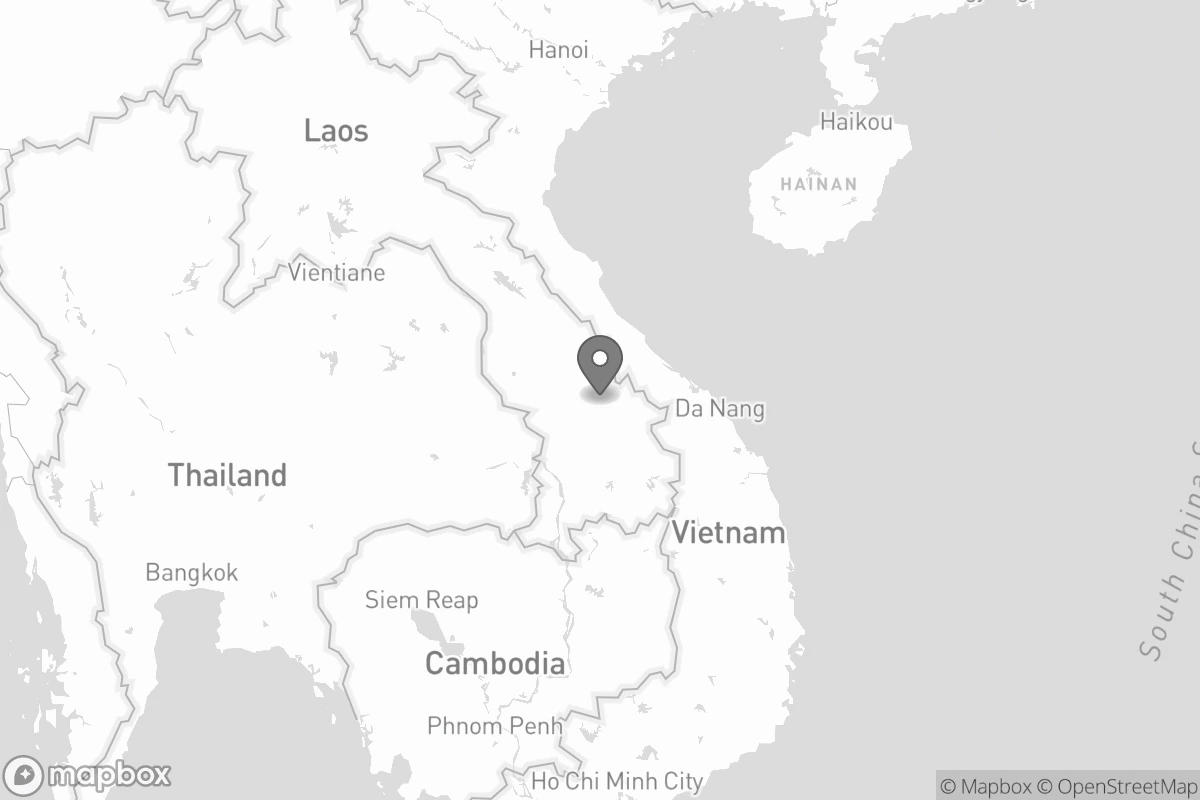 Hanoi
Haikou
Laos
HAINAN
Vientiane
Da Nang
Thailand
Vietnam
South China
Bangkok
Siem Reap
Cambodia
Phnom Penh
Ho Chi Minh City
mapbox
© Mapbox © OpenStreetMap